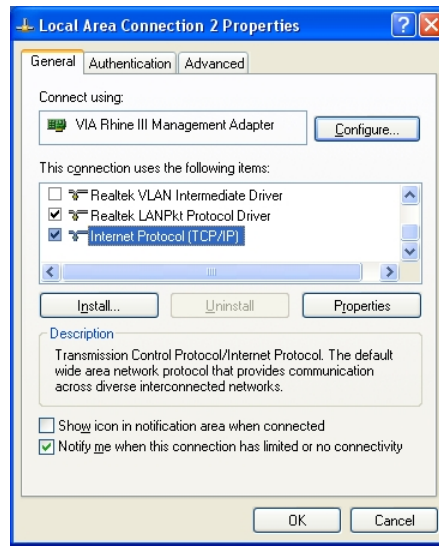 Local Area Connection 2 Properties
General Authentication Advanced
Connect using:
VIA Rhine III Management Adapter
Configure...
This connection uses the following items:
Realtek VLAN Intermediate Driver
Realtek LANPkt Protocol Driver
Internet Protocol (TCP/IP)
Install... Uninstall Properties
Description
Transmission Control Protocol/Internet Protocol. The default
wide area network protocol that provides communication
across diverse interconnected networks.
Show icon in notification area when connected
Notify me when this connection has limited or no connectivity
OK Cancel